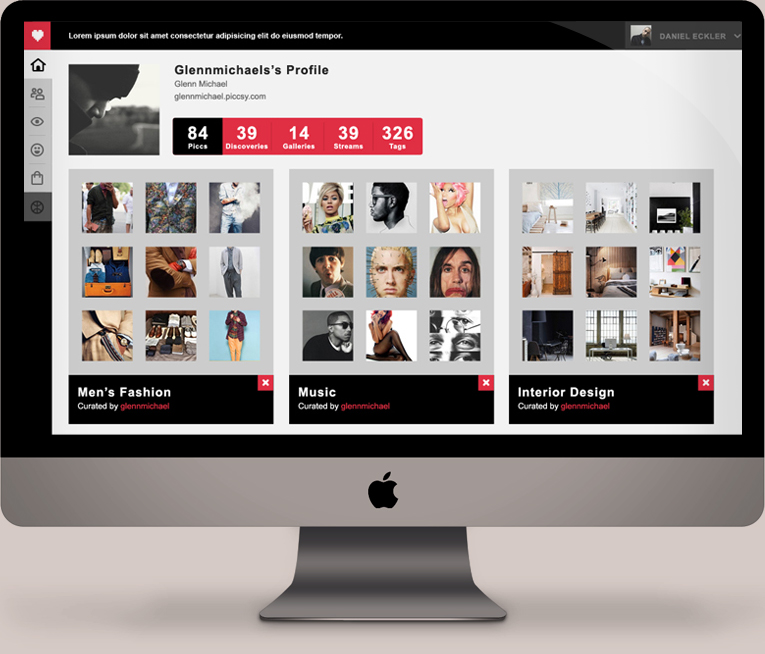 Lorem ipsum dolor sit amet consectetur adipisicing elit do eiusmod tempor.
DANIEL ECKLER
Glennmichaels's Profile
Glenn Michael
glennmichael.piccsy.com
84 39 14 39 326
Piccs Discoveries Galleries Streams Tags
Men's Fashion
Curated by glennmichael
Music
Curated by glennmichael
Interior Design
Curated by glennmichael